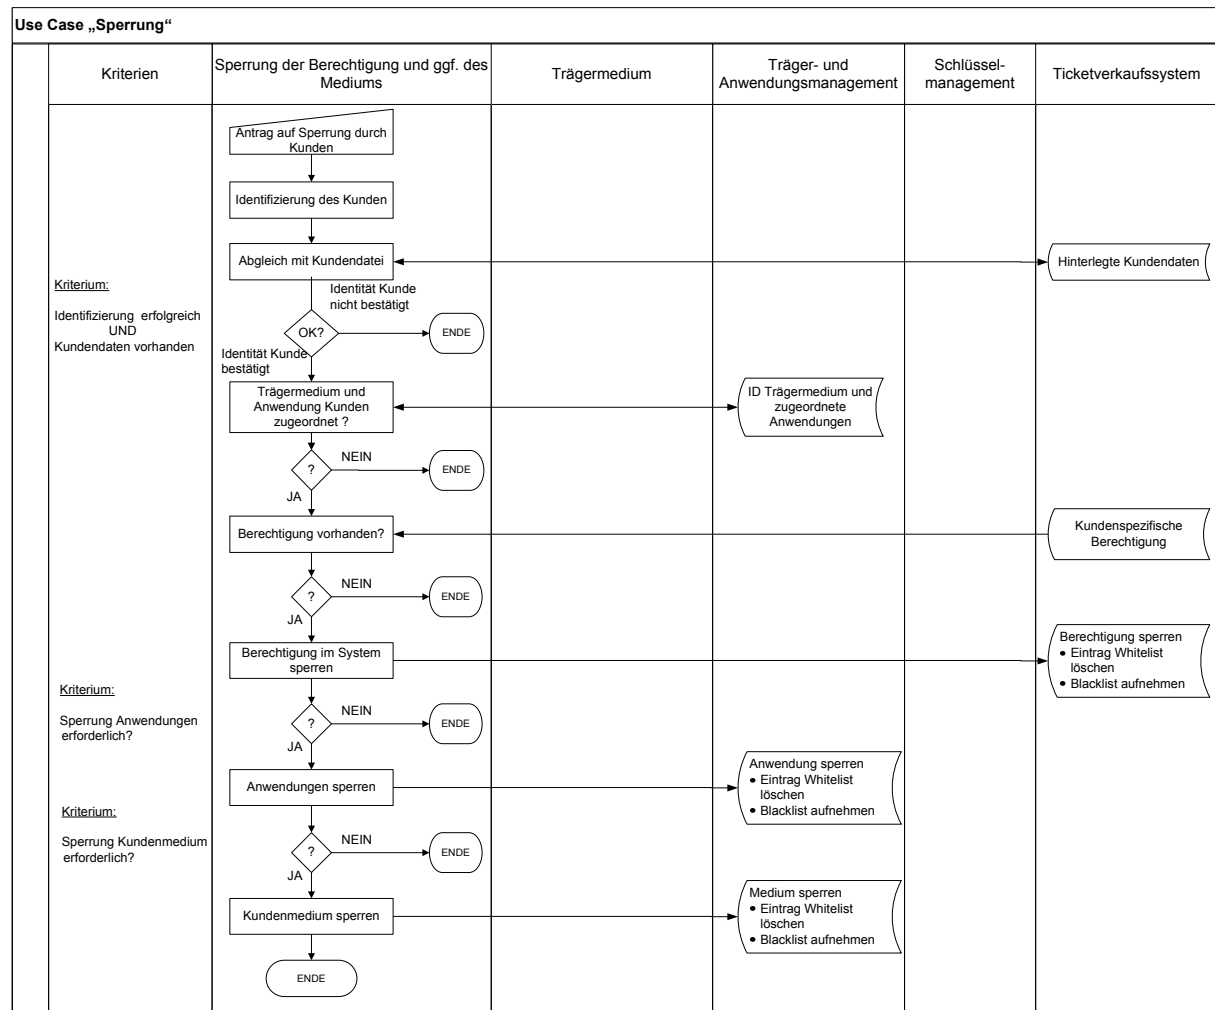 Use Case „Sperrung“
Kriterien
Sperrung der Berechtigung und ggf. des
Mediums
Trägermedium
Träger- und
Anwendungsmanagement
Schlüssel-
management
Ticketverkaufssystem
Antrag auf Sperrung durch
Kunden
Identifizierung des Kunden
Abgleich mit Kundendatei
Hinterlegte Kundendaten
Kriterium:
Identifizierung erfolgreich
UND
Kundendaten vorhanden
Identität Kunde
nicht bestätigt
OK?
ENDE
Identität Kunde
bestätigt
Trägermedium und
Anwendung Kunden
zugeordnet ?
ID Trägermedium und
zugeordnete
Anwendungen
?
NEIN
ENDE
JA
Berechtigung vorhanden?
Kundenspezifische
Berechtigung
?
NEIN
ENDE
JA
Berechtigung im System
sperren
Berechtigung sperren
• Eintrag Whitelist
löschen
• Blacklist aufnehmen
Kriterium:
Sperrung Anwendungen
erforderlich?
?
NEIN
ENDE
JA
Anwendungen sperren
Anwendung sperren
• Eintrag Whitelist
löschen
• Blacklist aufnehmen
Kriterium:
Sperrung Kundenmedium
erforderlich?
?
NEIN
ENDE
JA
Kundenmedium sperren
Medium sperren
• Eintrag Whitelist
löschen
• Blacklist aufnehmen
ENDE